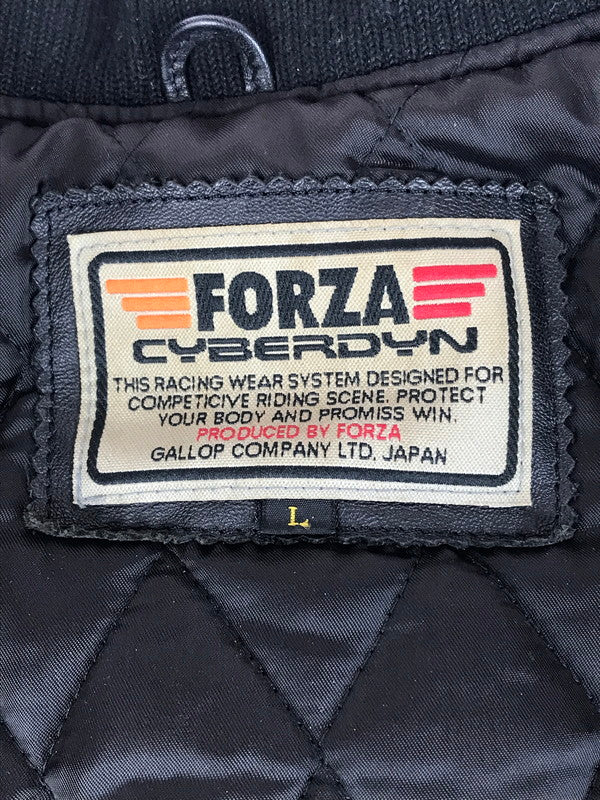 FORZA
CYBERDYN
THIS RACING WEAR SYSTEM DESIGNED FOR
COMPETICIVE RIDING SCENE. PROTECT
YOUR BODY AND PROMISS WIN.
PRODUCED BY FORZA
GALLOP COMPANY LTD. JAPAN
L